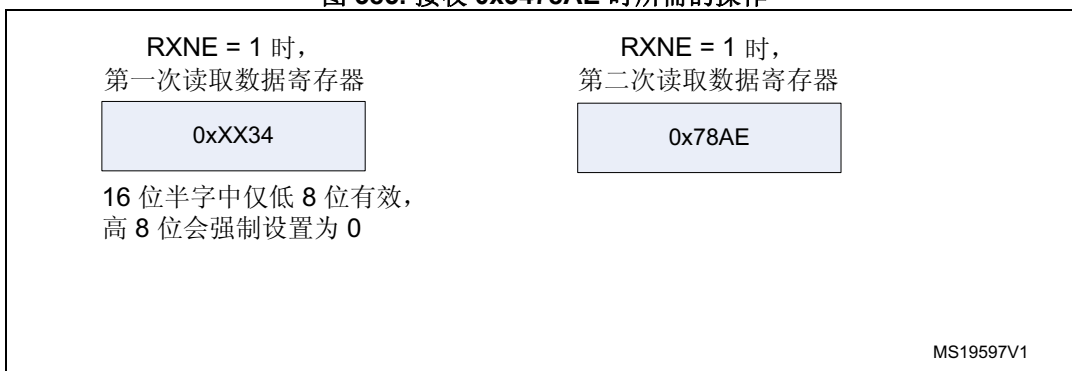 RXNE = 1 时，
第一次读取数据寄存器
0xXX34
16 位半字中仅低 8 位有效，
高 8 位会强制设置为 0
RXNE = 1 时，
第二次读取数据寄存器
0x78AE
MS19597V1